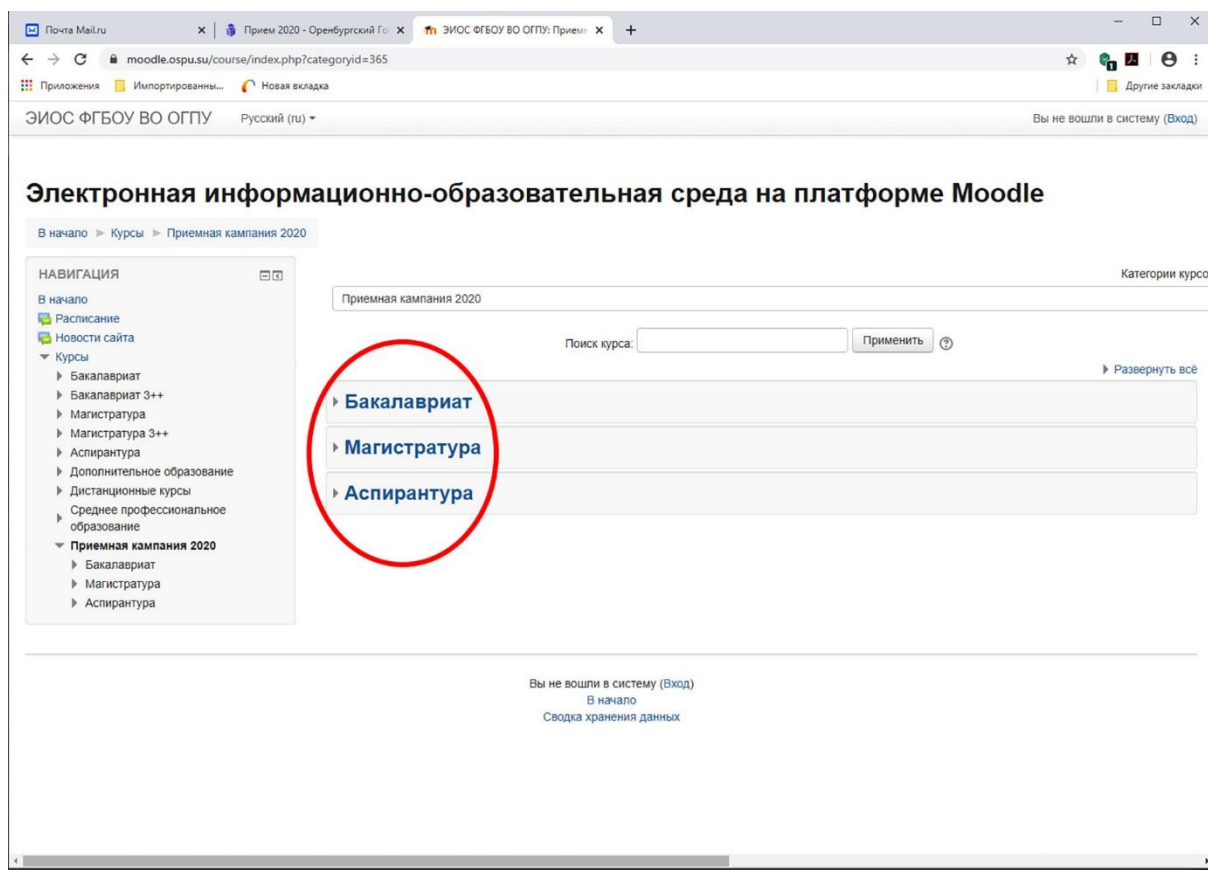 Почта Mail.ru
Прием 2020 - Оренбургский Го
ЭИОС ФГБОУ ВО ОГПУ: Прием
moodle.ospu.su/course/index.php?categoryid=365
1
Приложения
Импортированны...
Новая вкладка
Другие закладки
ЭИОС ФГБОУ ВО ОГПУ
Русский (ru)
Вы не вошли в систему (Вход)
Электронная информационно-образовательная среда на платформе Moodle
В начало
Курсы
Приемная кампания 2020
НАВИГАЦИЯ
В начало
Расписание
Новости сайта
Курсы
Бакалавриат
Бакалавриат 3++
Магистратура
Магистратура 3++
Аспирантура
Дополнительное образование
Дистанционные курсы
Среднее профессиональное
образование
Приемная кампания 2020
Бакалавриат
Магистратура
Аспирантура
Категории курсо
Приемная кампания 2020
Поиск курса:
Применить
Развернуть всё
Бакалавриат
Магистратура
Аспирантура
Вы не вошли в систему (Вход)
В начало
Сводка хранения данных